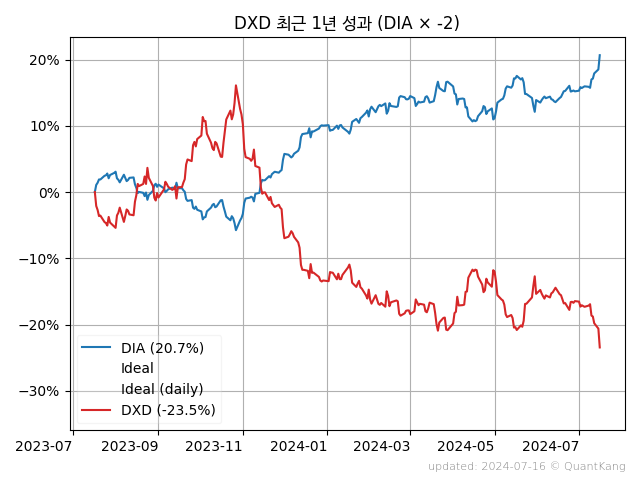 DXD 최근 1년 성과 (DIA × -2)
20%
10%
0%
−10%
−20%
−30%
DIA (20.7%)
Ideal
Ideal (daily)
DXD (-23.5%)
2023-07 2023-09 2023-11 2024-01 2024-03 2024-05 2024-07
updated: 2024-07-16 © QuantKang